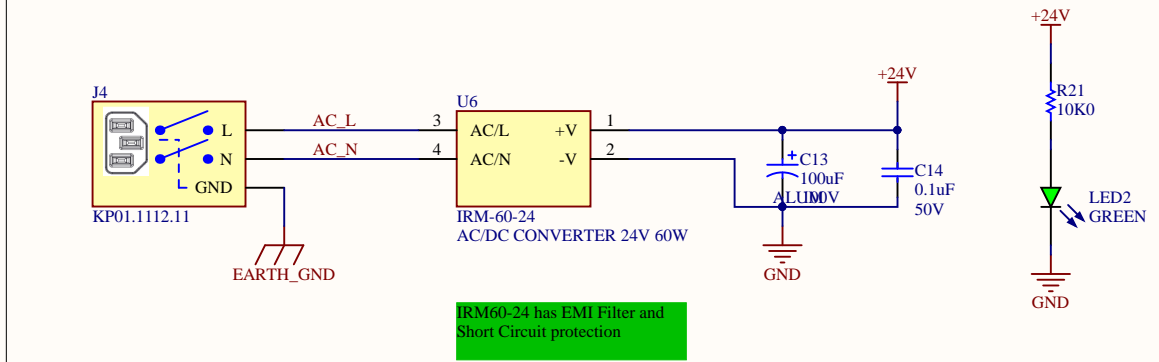 +24V
R21
10K0
LED2
GREEN
GND
+24V
J4
L
N
GND
KP01.1112.11
EARTH_GND
AC_L
AC_N
U6
3
4
AC/L
AC/N
+V
-V
1
2
IRM-60-24
AC/DC CONVERTER 24V 60W
C13
100uF
ALUM
100V
C14
0.1uF
50V
GND
IRM60-24 has EMI Filter and
Short Circuit protection